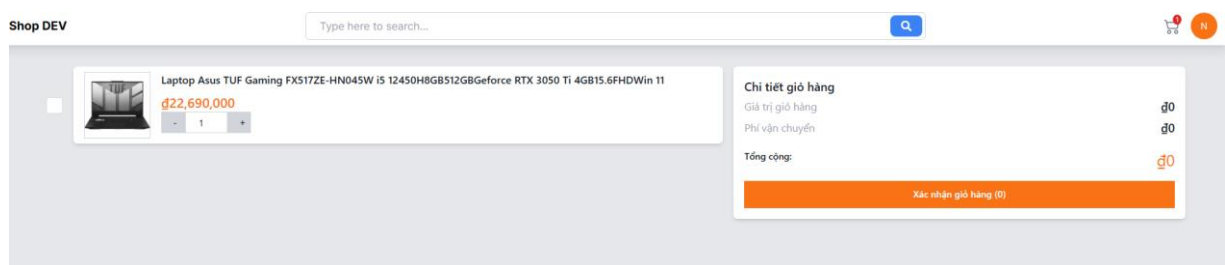 Shop DEV
Type here to search...
1
N
Laptop Asus TUF Gaming FX517ZE-HN045W i5 12450H8GB512GBGeforce RTX 3050 Ti 4GB15.6FHDWin 11
₫22,690,000
- 1 +
Chi tiết giỏ hàng
Giá trị giỏ hàng ₫0
Phí vận chuyển ₫0
Tổng cộng: ₫0
Xác nhận giỏ hàng (0)